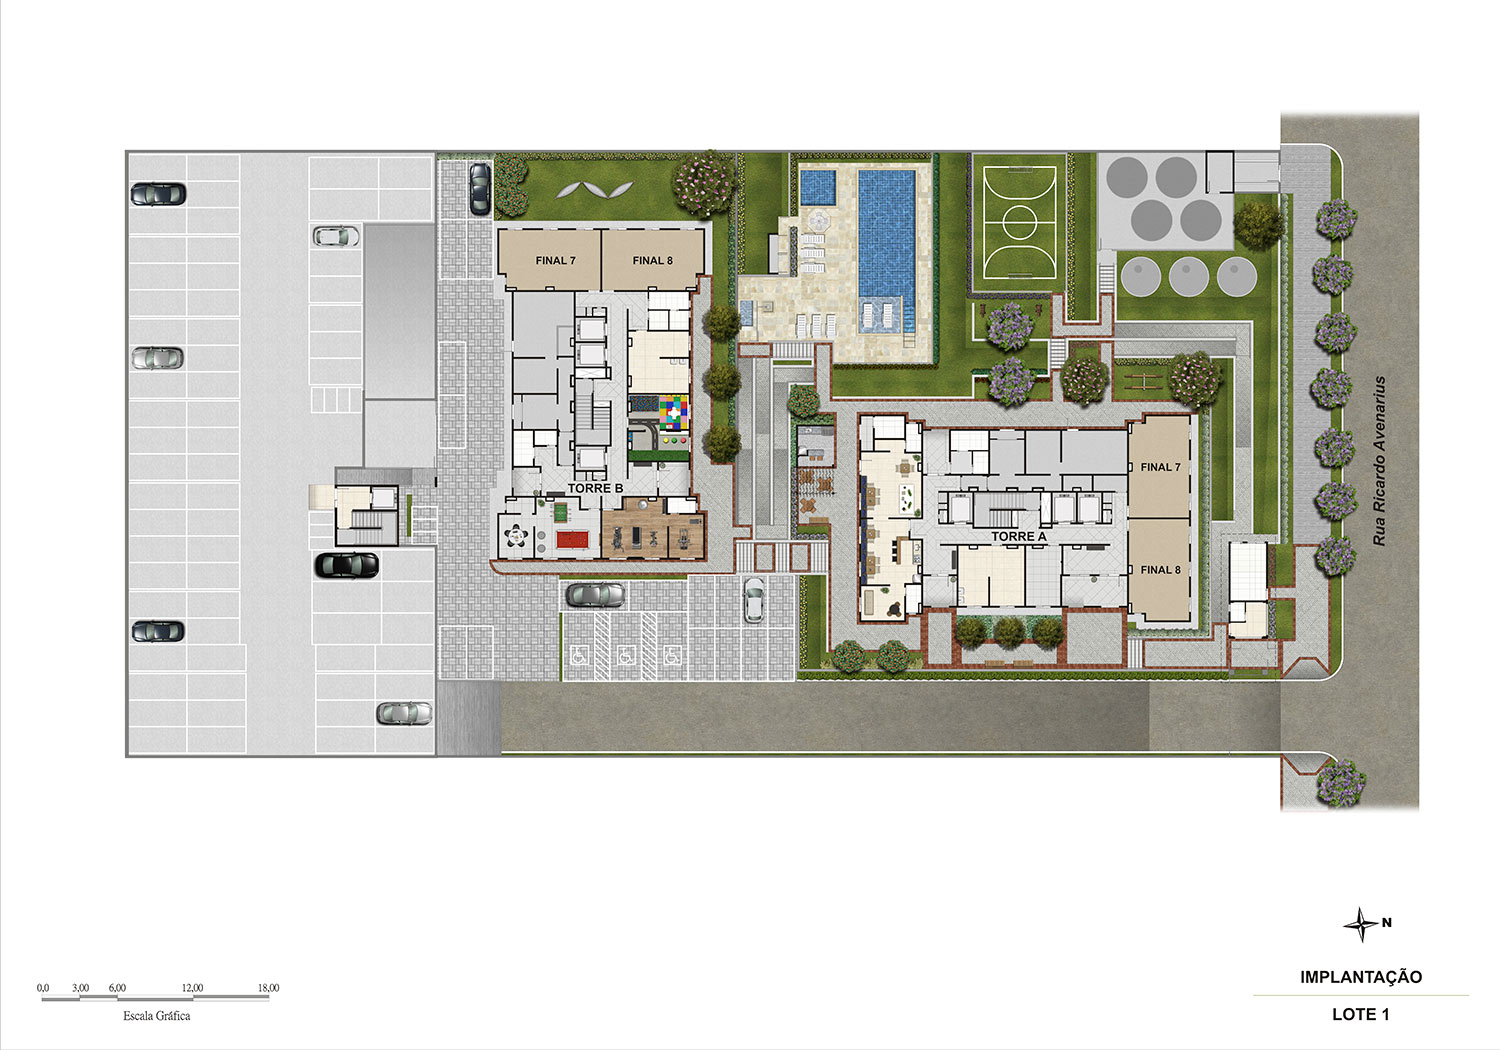 FINAL 7
FINAL 8
TORRE B
FINAL 7
TORRE A
FINAL 8
Rua Ricardo Avenarius
N
IMPLANTAÇÃO
LOTE 1
0,0 3,00 6,00 12,00 18,00
Escala Gráfica